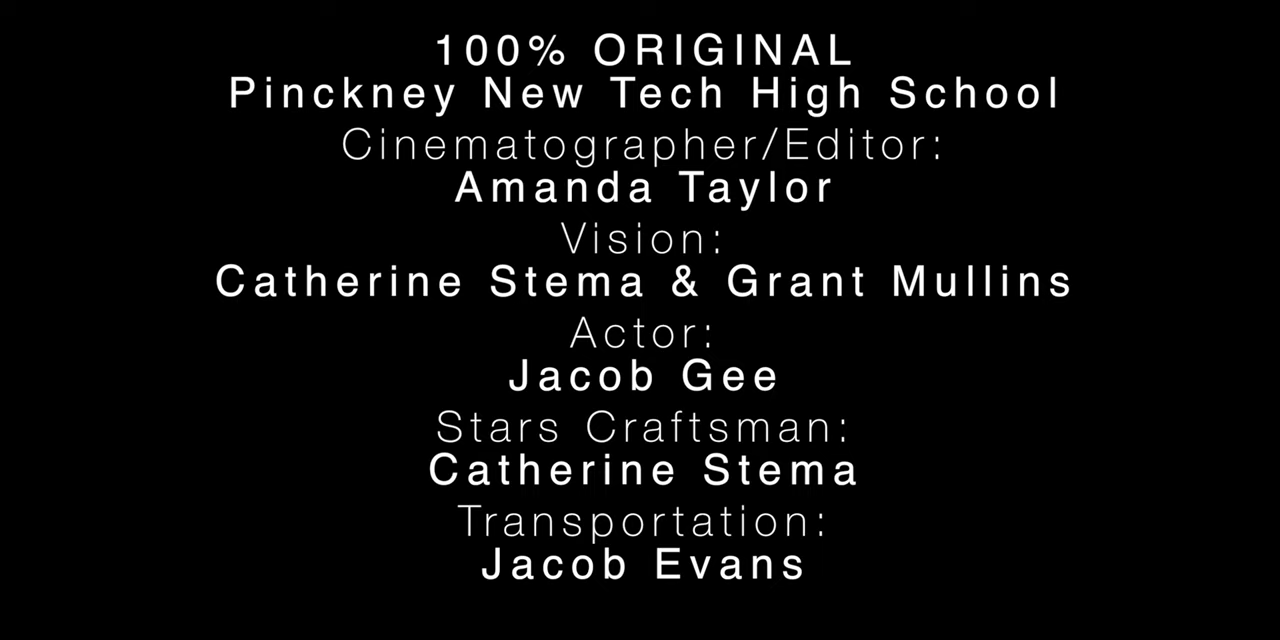 100% ORIGINAL
Pinckney New Tech High School
Cinematographer/Editor:
Amanda Taylor
Vision:
Catherine Stema & Grant Mullins
Actor:
Jacob Gee
Stars Craftsman:
Catherine Stema
Transportation:
Jacob Evans